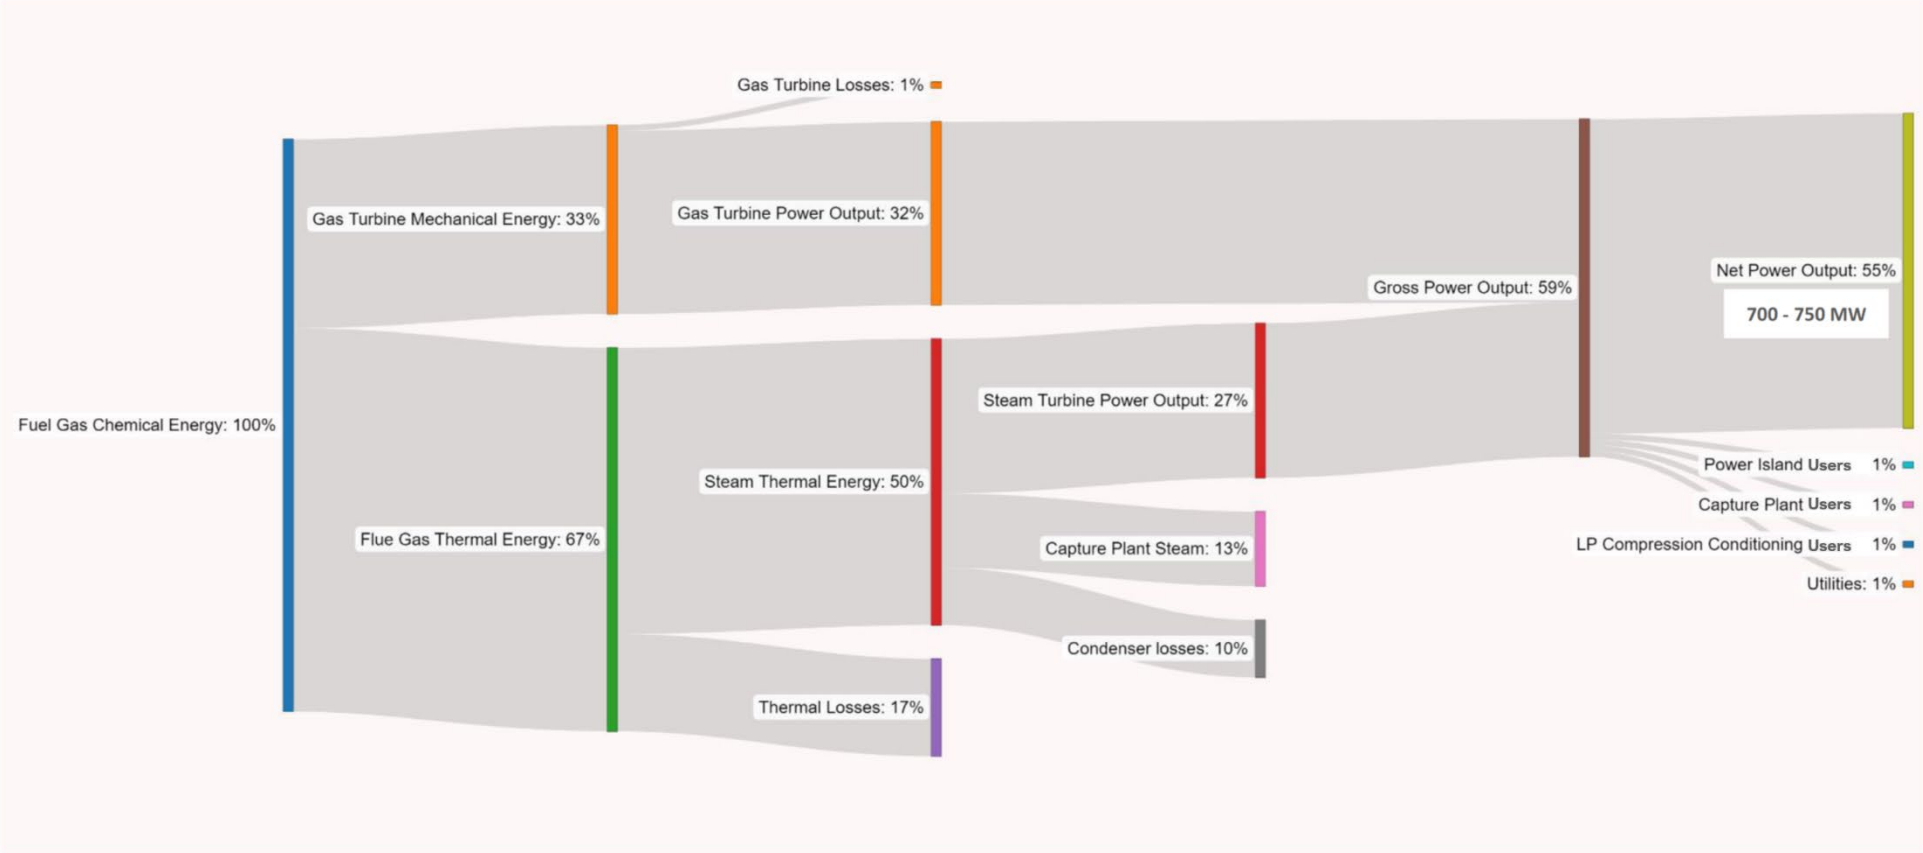 Gas Turbine Losses: 1%
Gas Turbine Mechanical Energy: 33%
Gas Turbine Power Output: 32%
Gross Power Output: 59%
Net Power Output: 55%
700 - 750 MW
Fuel Gas Chemical Energy: 100%
Steam Turbine Power Output: 27%
Steam Thermal Energy: 50%
Flue Gas Thermal Energy: 67%
Capture Plant Steam: 13%
Condenser losses: 10%
Thermal Losses: 17%
Power Island Users 1%
Capture Plant Users 1%
LP Compression Conditioning Users 1%
Utilities: 1%